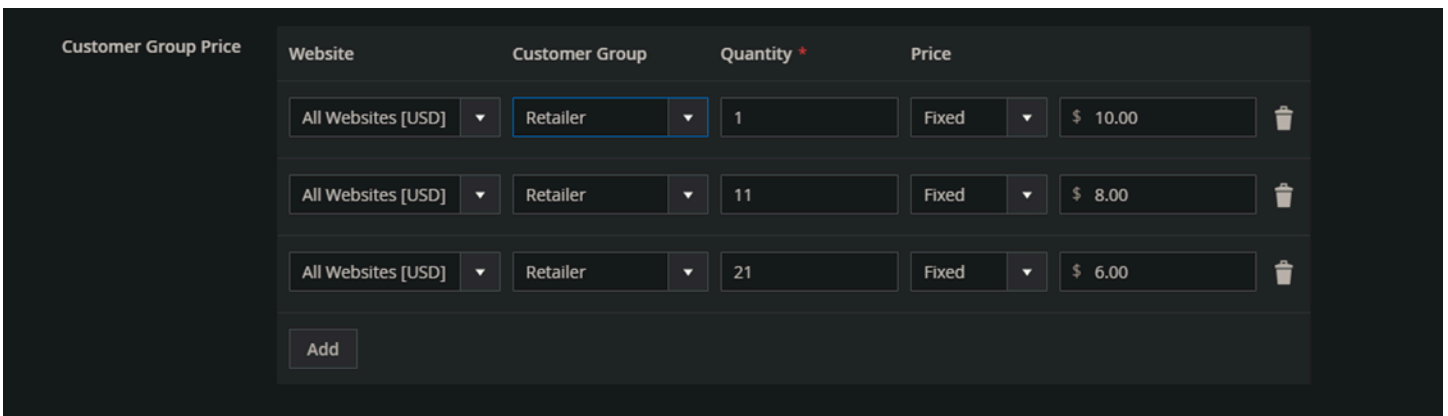 Customer Group Price
Website Customer Group Quantity * Price
All Websites [USD] Retailer 1 Fixed $ 10.00
All Websites [USD] Retailer 11 Fixed $ 8.00
All Websites [USD] Retailer 21 Fixed $ 6.00
Add